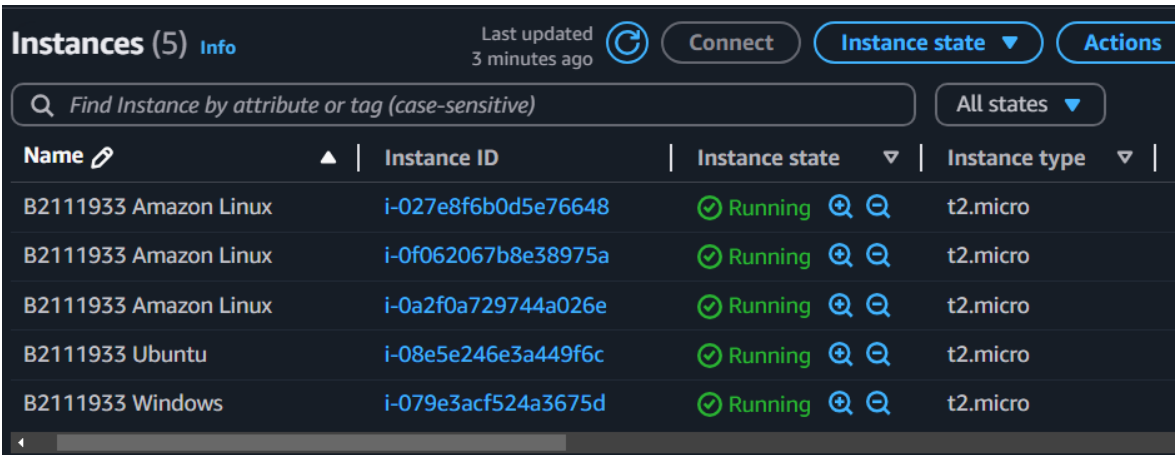 Instances (5) Info
Last updated
3 minutes ago
Connect
Instance state
Actions
Find Instance by attribute or tag (case-sensitive)
All states
Name Instance ID Instance state Instance type
B2111933 Amazon Linux i-027e8f6b0d5e76648 Running t2.micro
B2111933 Amazon Linux i-0f062067b8e38975a Running t2.micro
B2111933 Amazon Linux i-0a2f0a729744a026e Running t2.micro
B2111933 Ubuntu i-08e5e246e3a449f6c Running t2.micro
B2111933 Windows i-079e3acf524a3675d Running t2.micro